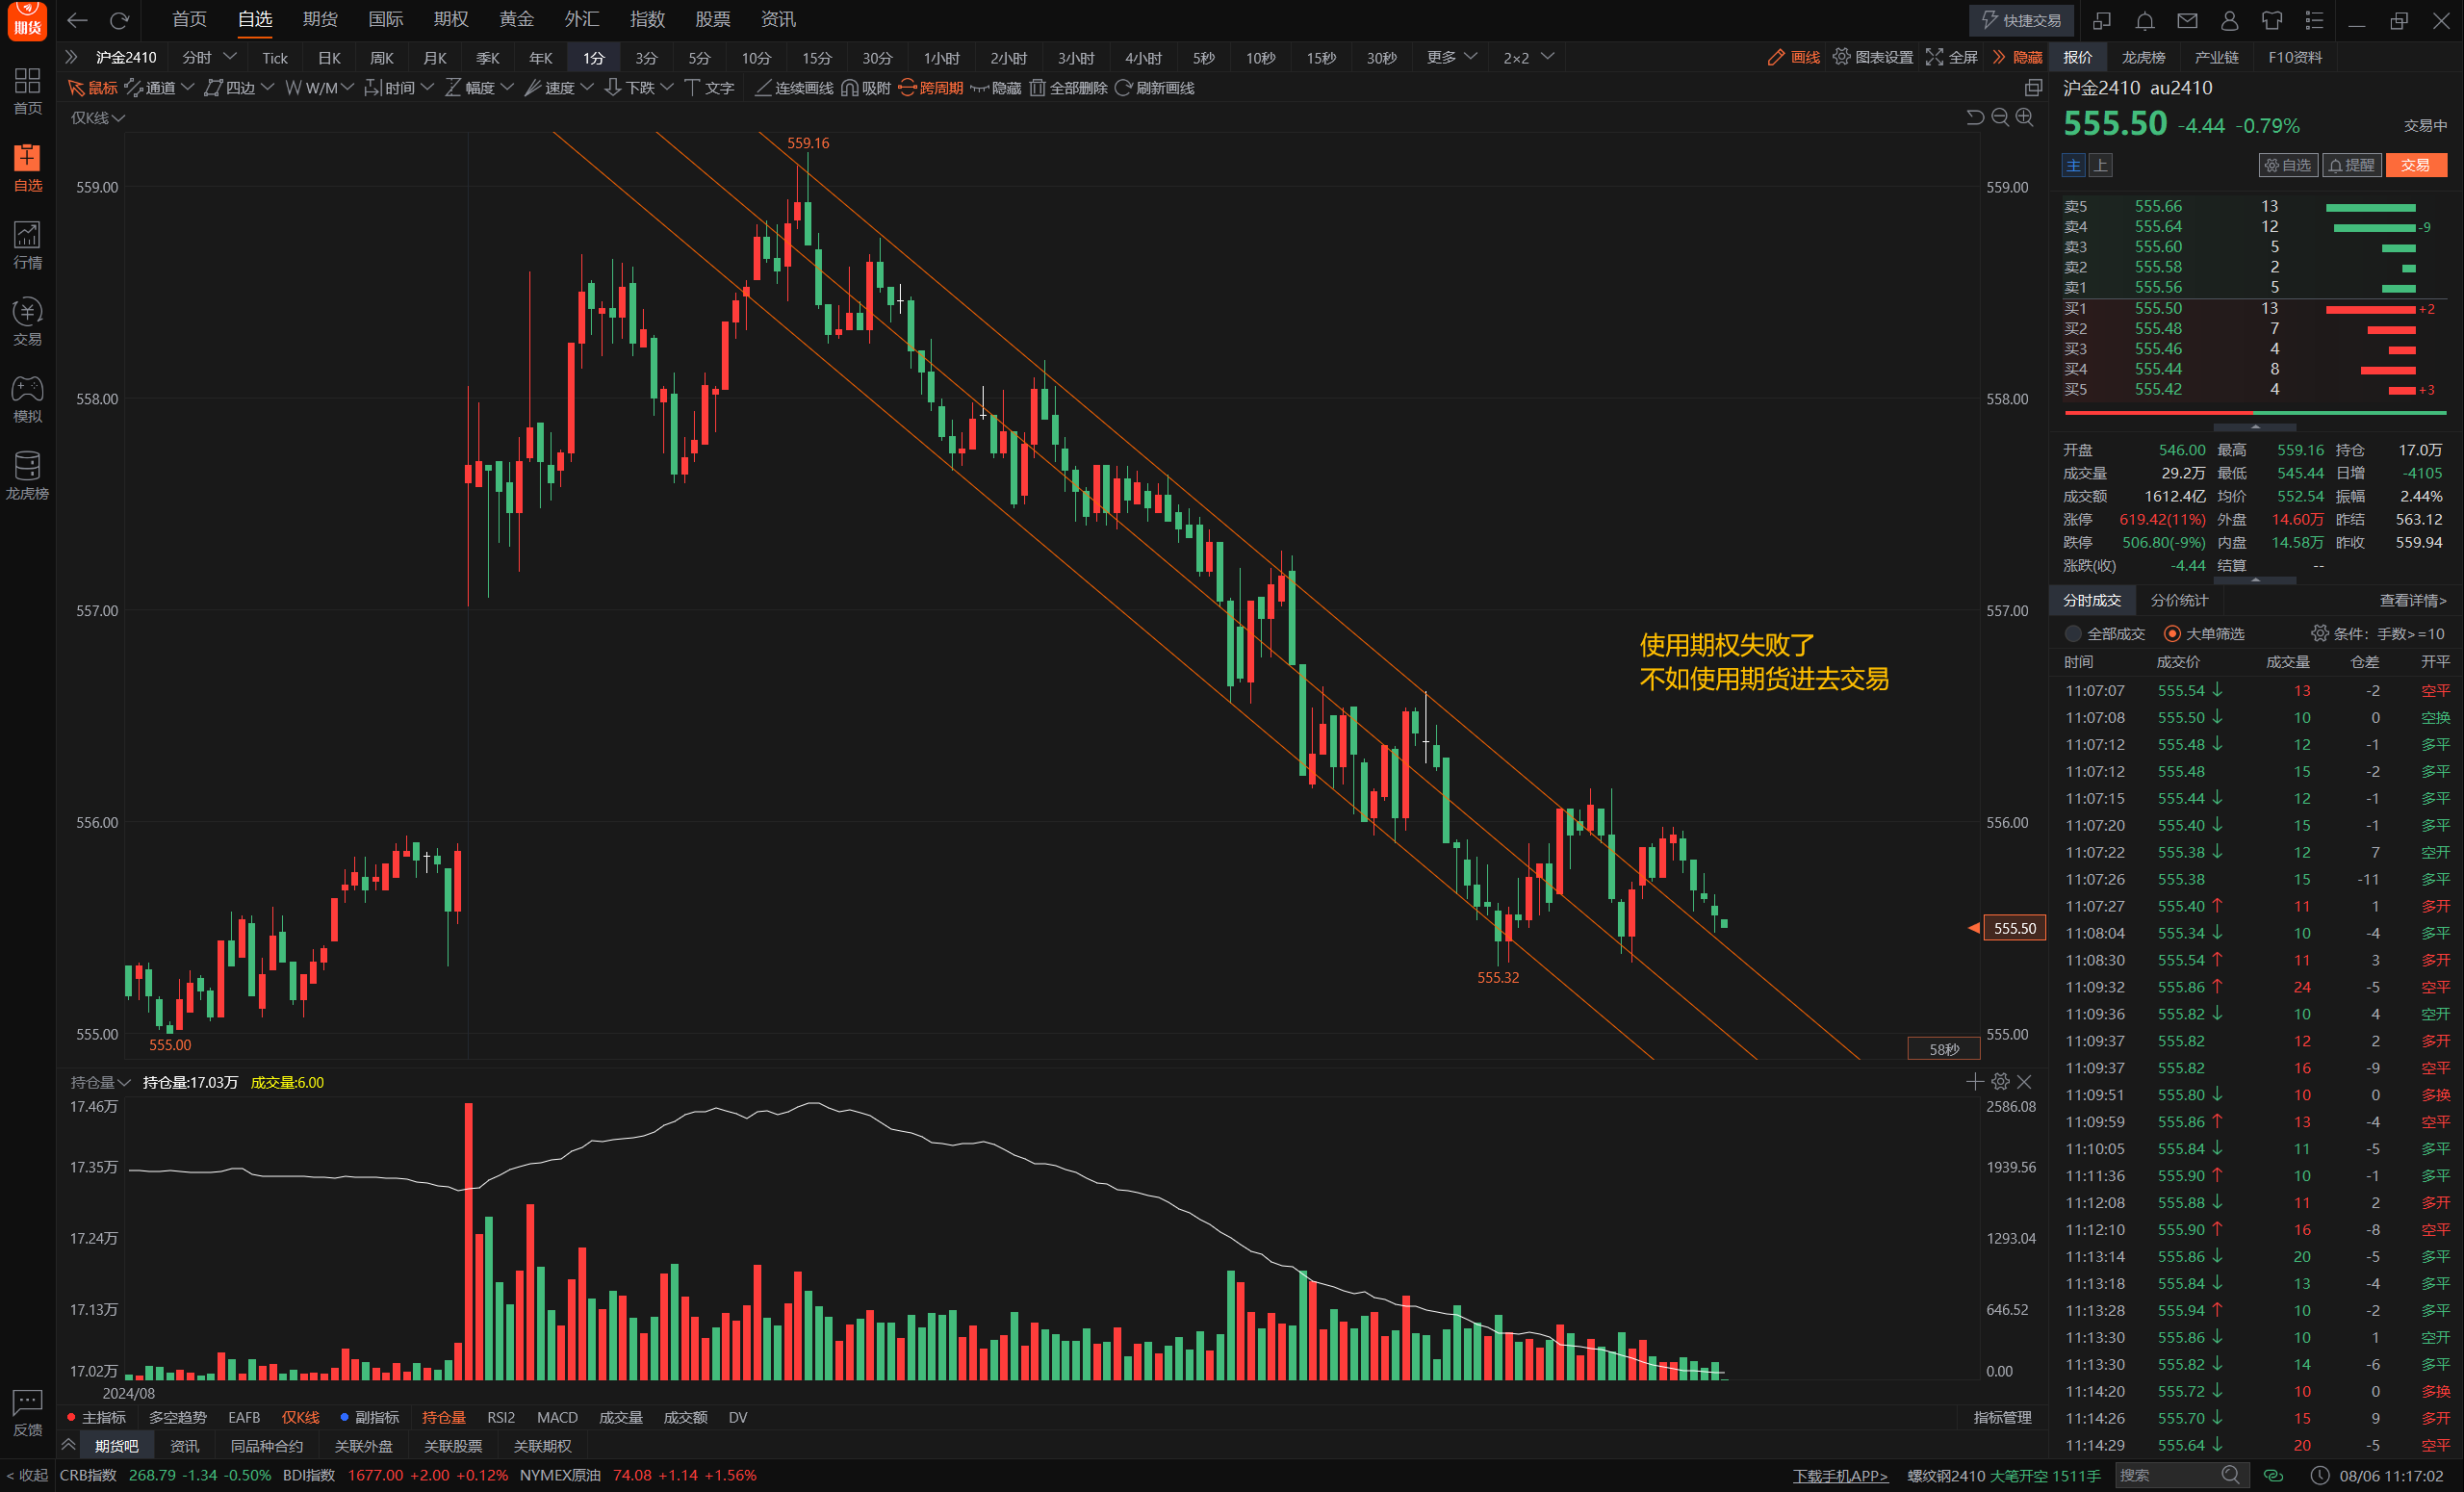 期货
首页 自选 期货 国际 期权 黄金 外汇 指数 股票 资讯 快捷交易
沪金2410 分时 Tick 日K 周K 月K 季K 年K 1分 3分 5分 10分 15分 30分 1小时 2小时 3小时 4小时 5秒 10秒 15秒 30秒 更多 2×2 画线 图表设置 全屏 隐藏
鼠标 通道 四边 W/M 时间 幅度 速度 下跌 文字 连续画线 吸附 跨周期 隐藏 全部删除 刷新画线
首页
自选
行情
交易
模拟
龙虎榜
反馈
< 收起
仅K线
559.16
559.00 559.00
558.00 558.00
557.00 557.00
使用期权失败了
不如使用期货进去交易
556.00 556.00
555.50
555.32
555.00 555.00
555.00
58秒
持仓量 持仓量:17.03万 成交量:6.00
17.46万 2586.08
17.35万 1939.56
17.24万 1293.04
17.13万 646.52
17.02万 0.00
2024/08
主指标 多空趋势 EAFB 仅K线 副指标 持仓量 RSI2 MACD 成交量 成交额 DV 指标管理
期货吧 资讯 同品种合约 关联外盘 关联股票 关联期权
报价 龙虎榜 产业链 F10资料
沪金2410 au2410
555.50 -4.44 -0.79% 交易中
主 上 自选 提醒 交易
卖5 555.66 13
卖4 555.64 12 -9
卖3 555.60 5
卖2 555.58 2
卖1 555.56 5
买1 555.50 13 +2
买2 555.48 7
买3 555.46 4
买4 555.44 8
买5 555.42 4 +3
开盘 546.00 最高 559.16 持仓 17.0万
成交量 29.2万 最低 545.44 日增 -4105
成交额 1612.4亿 均价 552.54 振幅 2.44%
涨停 619.42(11%) 外盘 14.60万 昨结 563.12
跌停 506.80(-9%) 内盘 14.58万 昨收 559.94
涨跌(收) -4.44 结算 --
分时成交 分价统计 查看详情>
全部成交 大单筛选 条件：手数>=10
时间 成交价 成交量 仓差 开平
11:07:07 555.54↓ 13 -2 空平
11:07:08 555.50↓ 10 0 空换
11:07:12 555.48↓ 12 -1 多平
11:07:12 555.48 15 -2 多平
11:07:15 555.44↓ 12 -1 多平
11:07:20 555.40↓ 15 -1 多平
11:07:22 555.38↓ 12 7 空开
11:07:26 555.38 15 -11 多平
11:07:27 555.40↑ 11 1 多开
11:08:04 555.34↓ 10 -4 多平
11:08:30 555.54↑ 11 3 多开
11:09:32 555.86↑ 24 -5 空平
11:09:36 555.82↓ 10 4 空开
11:09:37 555.82 12 2 多开
11:09:37 555.82 16 -9 空平
11:09:51 555.80↓ 10 0 多换
11:09:59 555.86↑ 13 -4 空平
11:10:05 555.84↓ 11 -5 多平
11:11:36 555.90↑ 10 -1 多平
11:12:08 555.88↓ 11 2 多开
11:12:10 555.90↑ 16 -8 空平
11:13:14 555.86↓ 20 -5 多平
11:13:18 555.84↓ 13 -4 多平
11:13:28 555.94↑ 10 -2 多平
11:13:30 555.86↓ 10 1 空开
11:13:30 555.82↓ 14 -6 多平
11:14:20 555.72↓ 10 0 多换
11:14:26 555.70↓ 15 9 多开
11:14:29 555.64↓ 20 -5 空平
CRB指数 268.79 -1.34 -0.50% BDI指数 1677.00 +2.00 +0.12% NYMEX原油 74.08 +1.14 +1.56% 下载手机APP> 螺纹钢2410 大笔开空 1511手 搜索 08/06 11:17:02